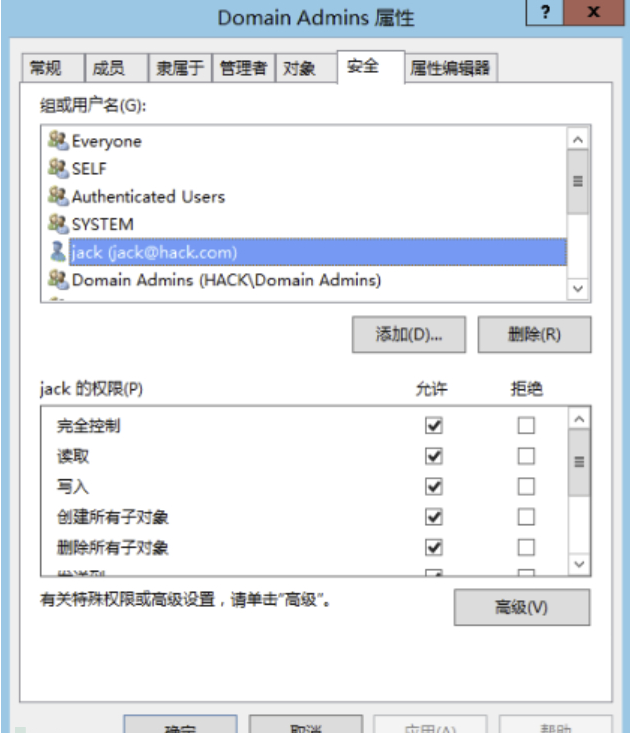 Domain Admins 属性
?
x
常规 成员 隶属于 管理者 对象 安全 属性编辑器
组或用户名(G):
Everyone
SELF
Authenticated Users
SYSTEM
jack (jack@hack.com)
Domain Admins (HACK\Domain Admins)
添加(D)... 删除(R)
jack 的权限(P) 允许 拒绝
完全控制
读取
写入
创建所有子对象
删除所有子对象
有关特殊权限或高级设置，请单击“高级”。
高级(V)
确定 取消 应用(A) 帮助